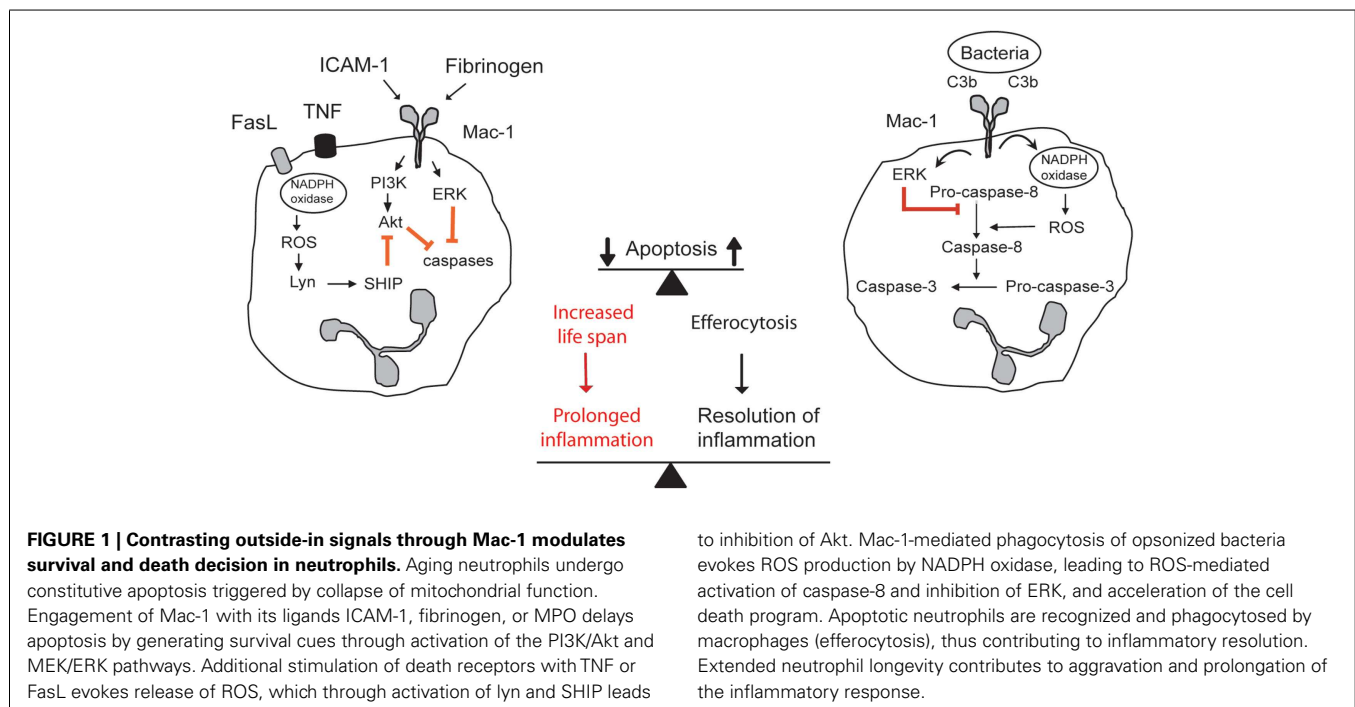 ICAM-1
Fibrinogen
TNF
FasL
Mac-1
NADPH
oxidase
PI3K
ERK
Akt
ROS
caspases
Lyn
SHIP
Apoptosis
Increased
life span
Efferocytosis
Prolonged
inflammation
Resolution of
inflammation
Bacteria
C3b C3b
Mac-1
NADPH
oxidase
ERK
Pro-caspase-8
ROS
Caspase-8
Caspase-3
Pro-caspase-3
FIGURE 1 | Contrasting outside-in signals through Mac-1 modulates
survival and death decision in neutrophils. Aging neutrophils undergo
constitutive apoptosis triggered by collapse of mitochondrial function.
Engagement of Mac-1 with its ligands ICAM-1, fibrinogen, or MPO delays
apoptosis by generating survival cues through activation of the PI3K/Akt and
MEK/ERK pathways. Additional stimulation of death receptors with TNF or
FasL evokes release of ROS, which through activation of lyn and SHIP leads
to inhibition of Akt. Mac-1-mediated phagocytosis of opsonized bacteria
evokes ROS production by NADPH oxidase, leading to ROS-mediated
activation of caspase-8 and inhibition of ERK, and acceleration of the cell
death program. Apoptotic neutrophils are recognized and phagocytosed by
macrophages (efferocytosis), thus contributing to inflammatory resolution.
Extended neutrophil longevity contributes to aggravation and prolongation of
the inflammatory response.